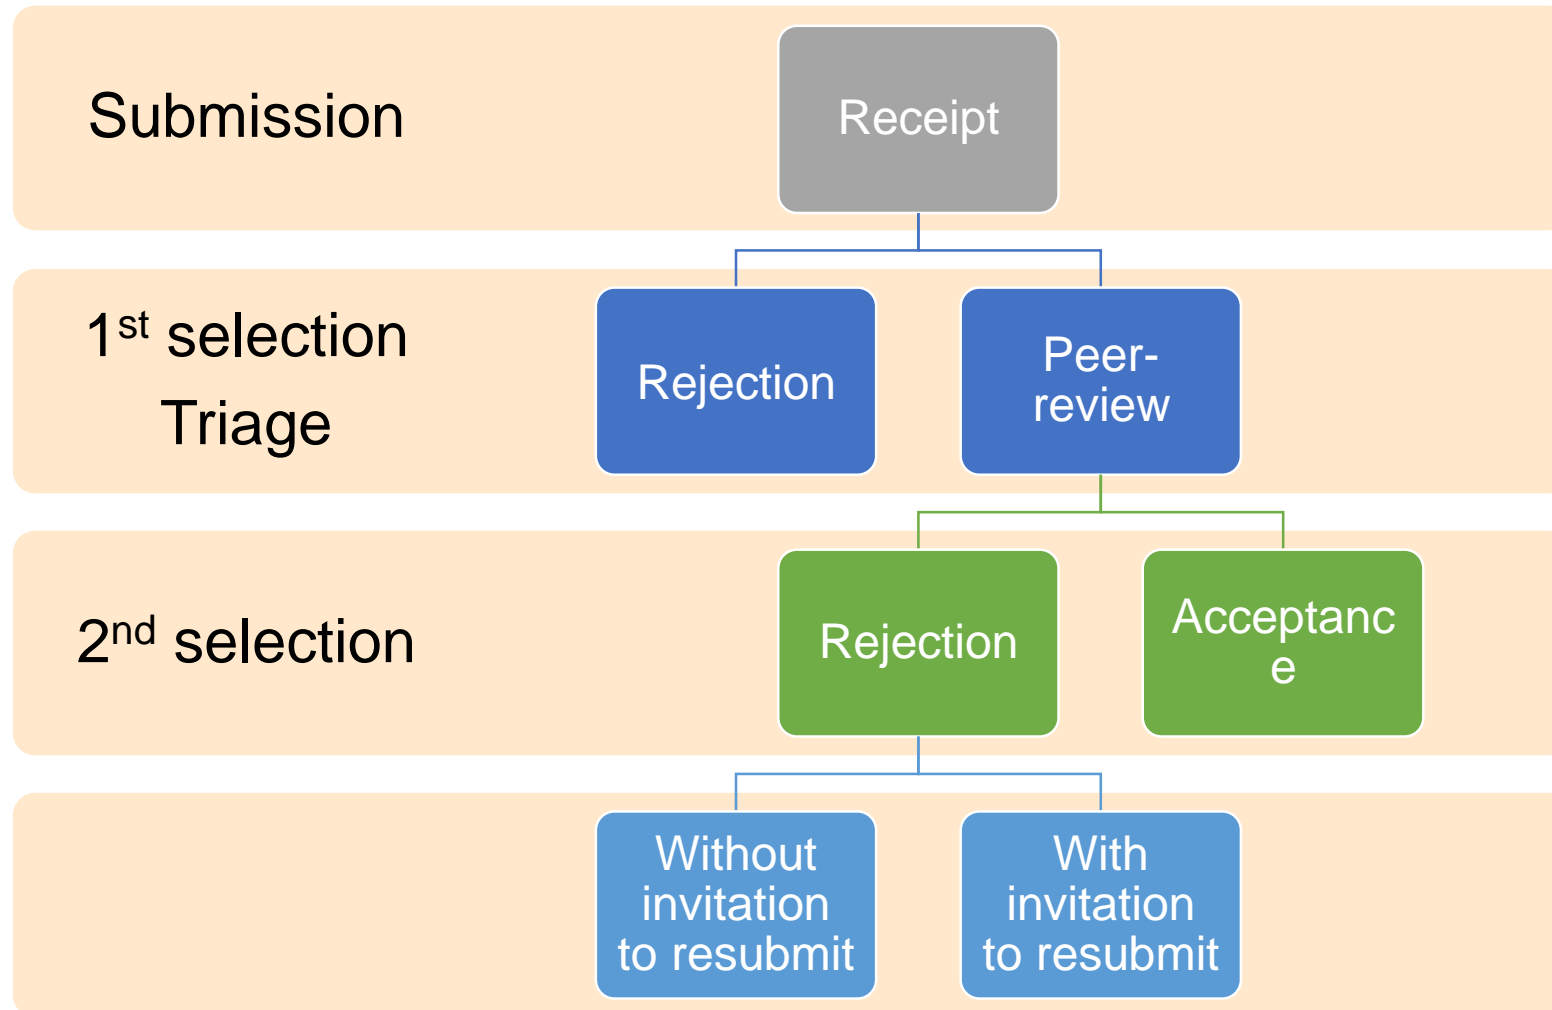 Submission
Receipt
1st selection
Triage
Rejection
Peer-
review
2nd selection
Rejection
Acceptanc
e
Without
invitation
to resubmit
With
invitation
to resubmit